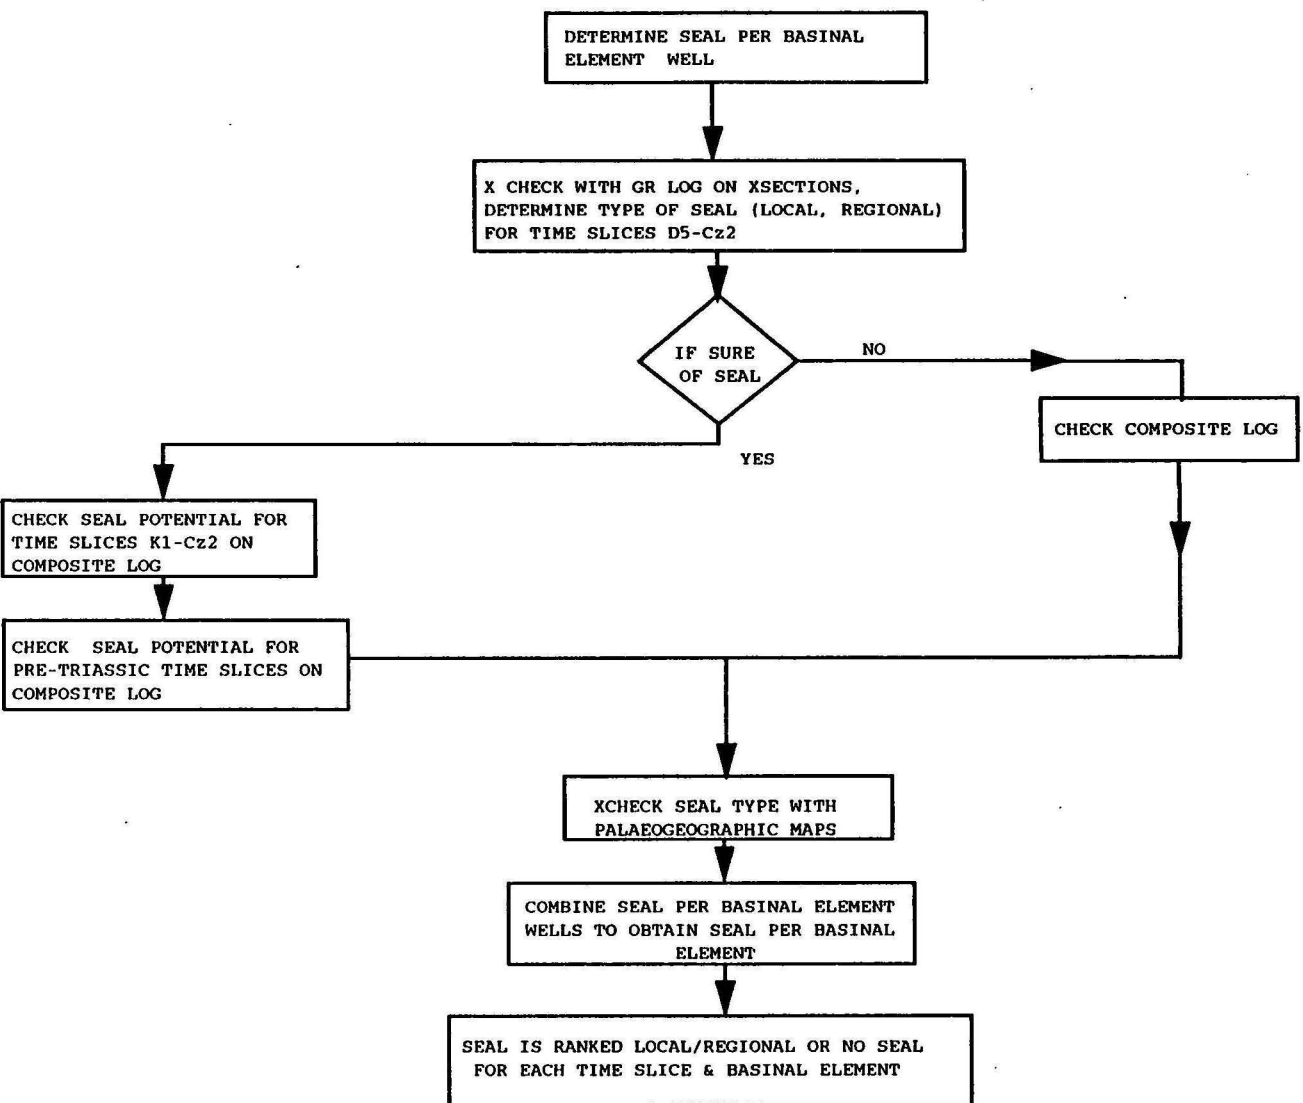 DETERMINE SEAL PER BASINAL
ELEMENT WELL
X CHECK WITH GR LOG ON XSECTIONS,
DETERMINE TYPE OF SEAL (LOCAL, REGIONAL)
FOR TIME SLICES D5-Cz2
IF SURE
OF SEAL
NO
CHECK COMPOSITE LOG
YES
CHECK SEAL POTENTIAL FOR
TIME SLICES K1-Cz2 ON
COMPOSITE LOG
CHECK SEAL POTENTIAL FOR
PRE-TRIASSIC TIME SLICES ON
COMPOSITE LOG
XCHECK SEAL TYPE WITH
PALAEOGEOGRAPHIC MAPS
COMBINE SEAL PER BASINAL ELEMENT
WELLS TO OBTAIN SEAL PER BASINAL
ELEMENT
SEAL IS RANKED LOCAL/REGIONAL OR NO SEAL
FOR EACH TIME SLICE & BASINAL ELEMENT